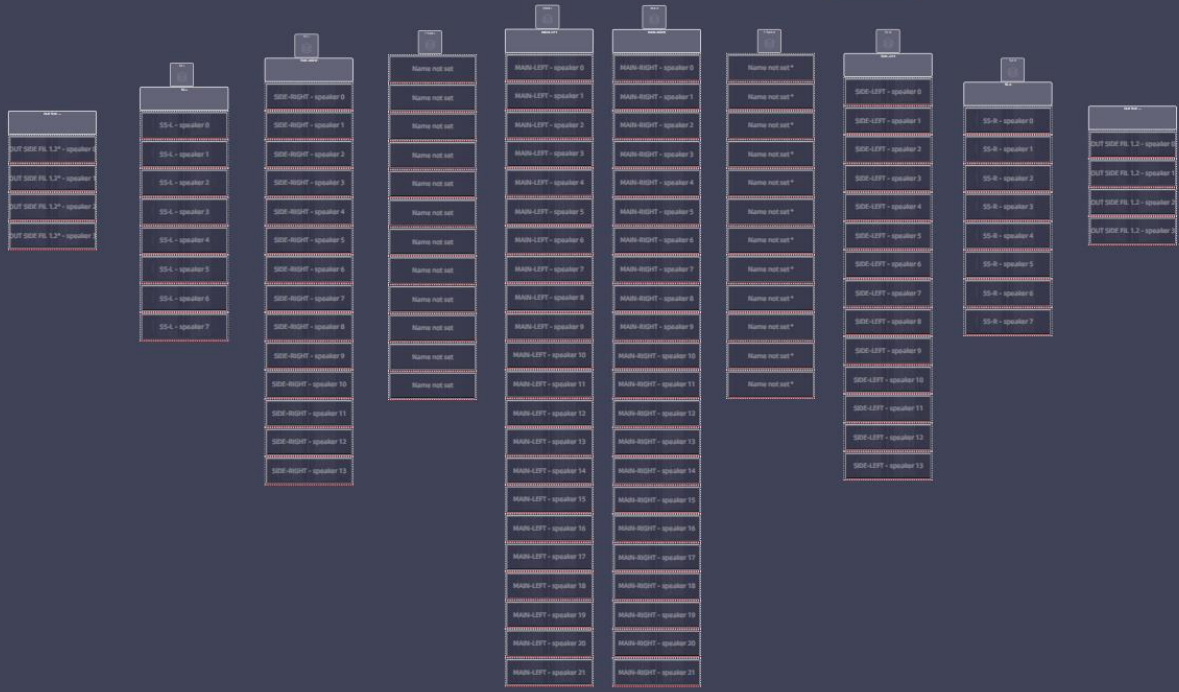 OUT SIDE FIL 1,2* - speaker 0
OUT SIDE FIL 1,2* - speaker 1
OUT SIDE FIL 1,2* - speaker 2
OUT SIDE FIL 1,2* - speaker 3
SS-L - speaker 0
SS-L - speaker 1
SS-L - speaker 2
SS-L - speaker 3
SS-L - speaker 4
SS-L - speaker 5
SS-L - speaker 6
SS-L - speaker 7
SIDE-RIGHT - speaker 0
SIDE-RIGHT - speaker 1
SIDE-RIGHT - speaker 2
SIDE-RIGHT - speaker 3
SIDE-RIGHT - speaker 4
SIDE-RIGHT - speaker 5
SIDE-RIGHT - speaker 6
SIDE-RIGHT - speaker 7
SIDE-RIGHT - speaker 8
SIDE-RIGHT - speaker 9
SIDE-RIGHT - speaker 10
SIDE-RIGHT - speaker 11
SIDE-RIGHT - speaker 12
SIDE-RIGHT - speaker 13
Name not set
Name not set
Name not set
Name not set
Name not set
Name not set
Name not set
Name not set
Name not set
Name not set
Name not set
Name not set
MAIN-LEFT
MAIN-LEFT - speaker 0
MAIN-LEFT - speaker 1
MAIN-LEFT - speaker 2
MAIN-LEFT - speaker 3
MAIN-LEFT - speaker 4
MAIN-LEFT - speaker 5
MAIN-LEFT - speaker 6
MAIN-LEFT - speaker 7
MAIN-LEFT - speaker 8
MAIN-LEFT - speaker 9
MAIN-LEFT - speaker 10
MAIN-LEFT - speaker 11
MAIN-LEFT - speaker 12
MAIN-LEFT - speaker 13
MAIN-LEFT - speaker 14
MAIN-LEFT - speaker 15
MAIN-LEFT - speaker 16
MAIN-LEFT - speaker 17
MAIN-LEFT - speaker 18
MAIN-LEFT - speaker 19
MAIN-LEFT - speaker 20
MAIN-LEFT - speaker 21
MAIN-RIGHT
MAIN-RIGHT - speaker 0
MAIN-RIGHT - speaker 1
MAIN-RIGHT - speaker 2
MAIN-RIGHT - speaker 3
MAIN-RIGHT - speaker 4
MAIN-RIGHT - speaker 5
MAIN-RIGHT - speaker 6
MAIN-RIGHT - speaker 7
MAIN-RIGHT - speaker 8
MAIN-RIGHT - speaker 9
MAIN-RIGHT - speaker 10
MAIN-RIGHT - speaker 11
MAIN-RIGHT - speaker 12
MAIN-RIGHT - speaker 13
MAIN-RIGHT - speaker 14
MAIN-RIGHT - speaker 15
MAIN-RIGHT - speaker 16
MAIN-RIGHT - speaker 17
MAIN-RIGHT - speaker 18
MAIN-RIGHT - speaker 19
MAIN-RIGHT - speaker 20
MAIN-RIGHT - speaker 21
Name not set *
Name not set *
Name not set *
Name not set *
Name not set *
Name not set *
Name not set *
Name not set *
Name not set *
Name not set *
Name not set *
Name not set *
SIDE-LEFT - speaker 0
SIDE-LEFT - speaker 1
SIDE-LEFT - speaker 2
SIDE-LEFT - speaker 3
SIDE-LEFT - speaker 4
SIDE-LEFT - speaker 5
SIDE-LEFT - speaker 6
SIDE-LEFT - speaker 7
SIDE-LEFT - speaker 8
SIDE-LEFT - speaker 9
SIDE-LEFT - speaker 10
SIDE-LEFT - speaker 11
SIDE-LEFT - speaker 12
SIDE-LEFT - speaker 13
SS-R - speaker 0
SS-R - speaker 1
SS-R - speaker 2
SS-R - speaker 3
SS-R - speaker 4
SS-R - speaker 5
SS-R - speaker 6
SS-R - speaker 7
OUT SIDE FIL 1,2 - speaker 0
OUT SIDE FIL 1,2 - speaker 1
OUT SIDE FIL 1,2 - speaker 2
OUT SIDE FIL 1,2 - speaker 3